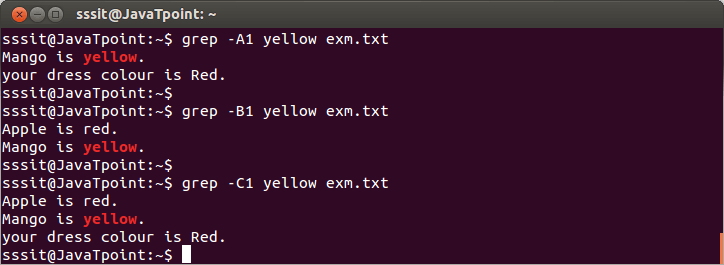 sssit@JavaTpoint: ~
sssit@JavaTpoint:~$ grep -A1 yellow exm.txt
Mango is yellow.
your dress colour is Red.
sssit@JavaTpoint:~$
sssit@JavaTpoint:~$ grep -B1 yellow exm.txt
Apple is red.
Mango is yellow.
sssit@JavaTpoint:~$
sssit@JavaTpoint:~$ grep -C1 yellow exm.txt
Apple is red.
Mango is yellow.
your dress colour is Red.
sssit@JavaTpoint:~$